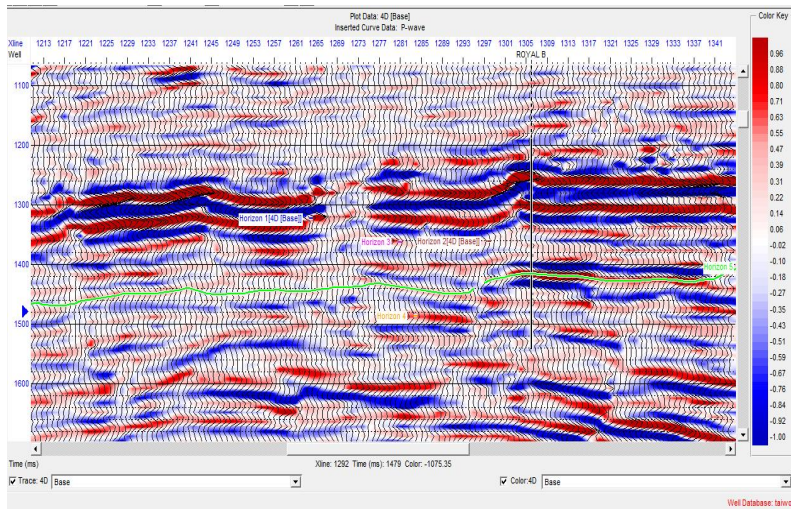 Plot Data: 4D [Base]
Inserted Curve Data: P-wave
Color Key
Xline 1213 1217 1221 1225 1229 1233 1237 1241 1245 1249 1253 1257 1261 1265 1269 1273 1277 1281 1285 1289 1293 1297 1301 1305 1309 1313 1317 1321 1325 1329 1333 1337 1341
Well ROYAL B
0.96
0.88
0.80
0.71
0.63
0.55
0.47
0.39
0.31
0.22
0.14
0.06
-0.02
-0.10
-0.18
-0.27
-0.35
-0.43
-0.51
-0.59
-0.67
-0.76
-0.84
-0.92
-1.00
1100
1200
1300
1400
1500
1600
Horizon 1[4D [Base]]
Horizon 3
Horizon 2[4D [Base]]
Horizon 4
Time (ms)
Xline: 1292 Time (ms): 1479 Color: -1075.35
Trace: 4D Base
Color:4D Base
Well Database: taiwo